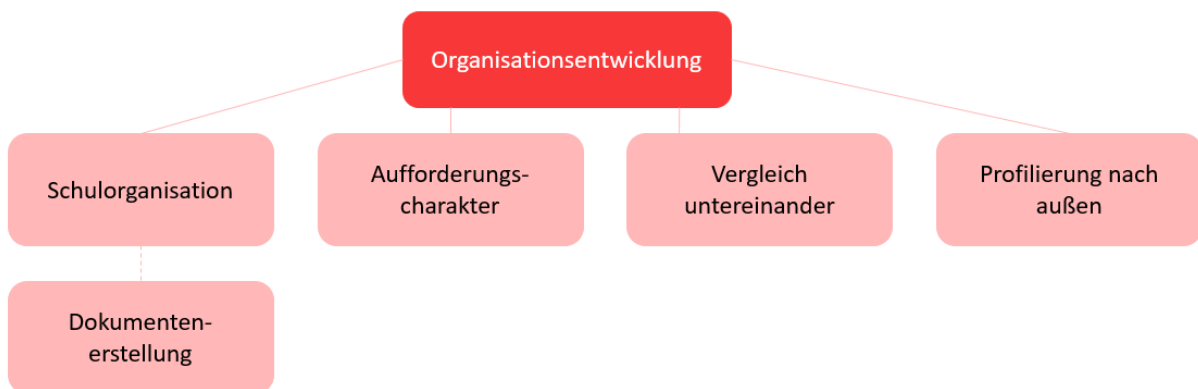 Organisationsentwicklung
Schulorganisation
Aufforderungs-
charakter
Vergleich
untereinander
Profilierung nach
außen
Dokumenten-
erstellung